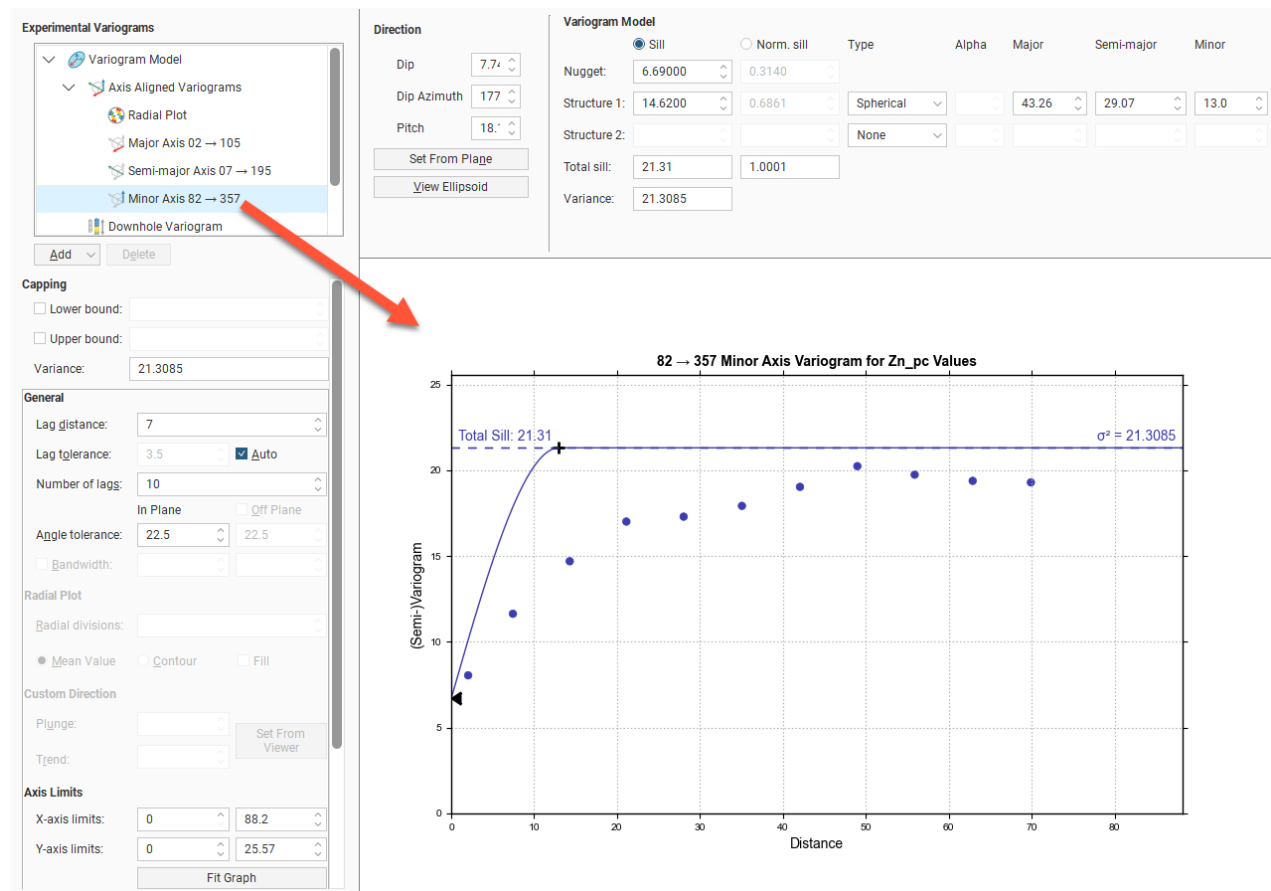 Experimental Variograms
Variogram Model
Axis Aligned Variograms
Radial Plot
Major Axis 02 → 105
Semi-major Axis 07 → 195
Minor Axis 82 → 357
Downhole Variogram
Add Delete
Capping
Lower bound:
Upper bound:
Variance: 21.3085
General
Lag distance: 7
Lag tolerance: 3.5 Auto
Number of lags: 10
In Plane Off Plane
Angle tolerance: 22.5 22.5
Bandwidth:
Radial Plot
Radial divisions:
Mean Value Contour Fill
Custom Direction
Plunge:
Set From
Viewer
Trend:
Axis Limits
X-axis limits: 0 88.2
Y-axis limits: 0 25.57
Fit Graph
Direction
Dip 7.74
Dip Azimuth 177
Pitch 18.
Set From Plane
View Ellipsoid
Variogram Model
Sill Norm. sill Type Alpha Major Semi-major Minor
Nugget: 6.69000 0.3140
Structure 1: 14.6200 0.6861 Spherical 43.26 29.07 13.0
Structure 2: None
Total sill: 21.31 1.0001
Variance: 21.3085
82 → 357 Minor Axis Variogram for Zn_pc Values
Total Sill: 21.31 σ² = 21.3085
(Semi-)Variogram
25
20
15
10
5
0
0 10 20 30 40 50 60 70 80
Distance